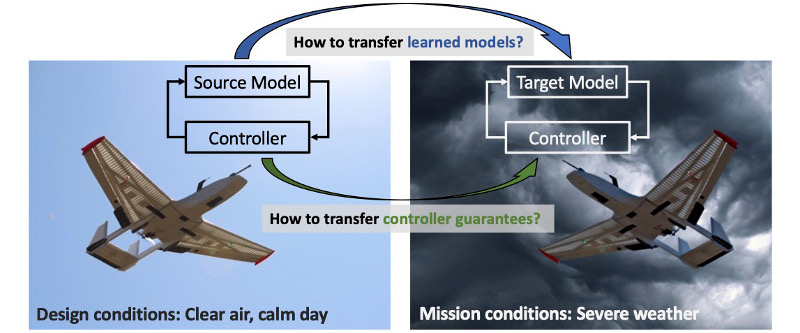 How to transfer learned models?
Source Model
Controller
Target Model
Controller
How to transfer controller guarantees?
Design conditions: Clear air, calm day
Mission conditions: Severe weather